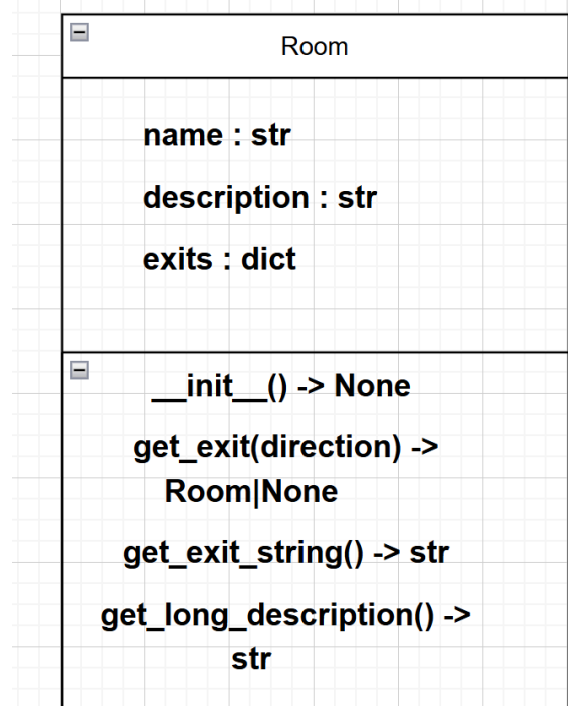 Room
name : str
description : str
exits : dict
__init__() -> None
get_exit(direction) ->
Room|None
get_exit_string() -> str
get_long_description() ->
str